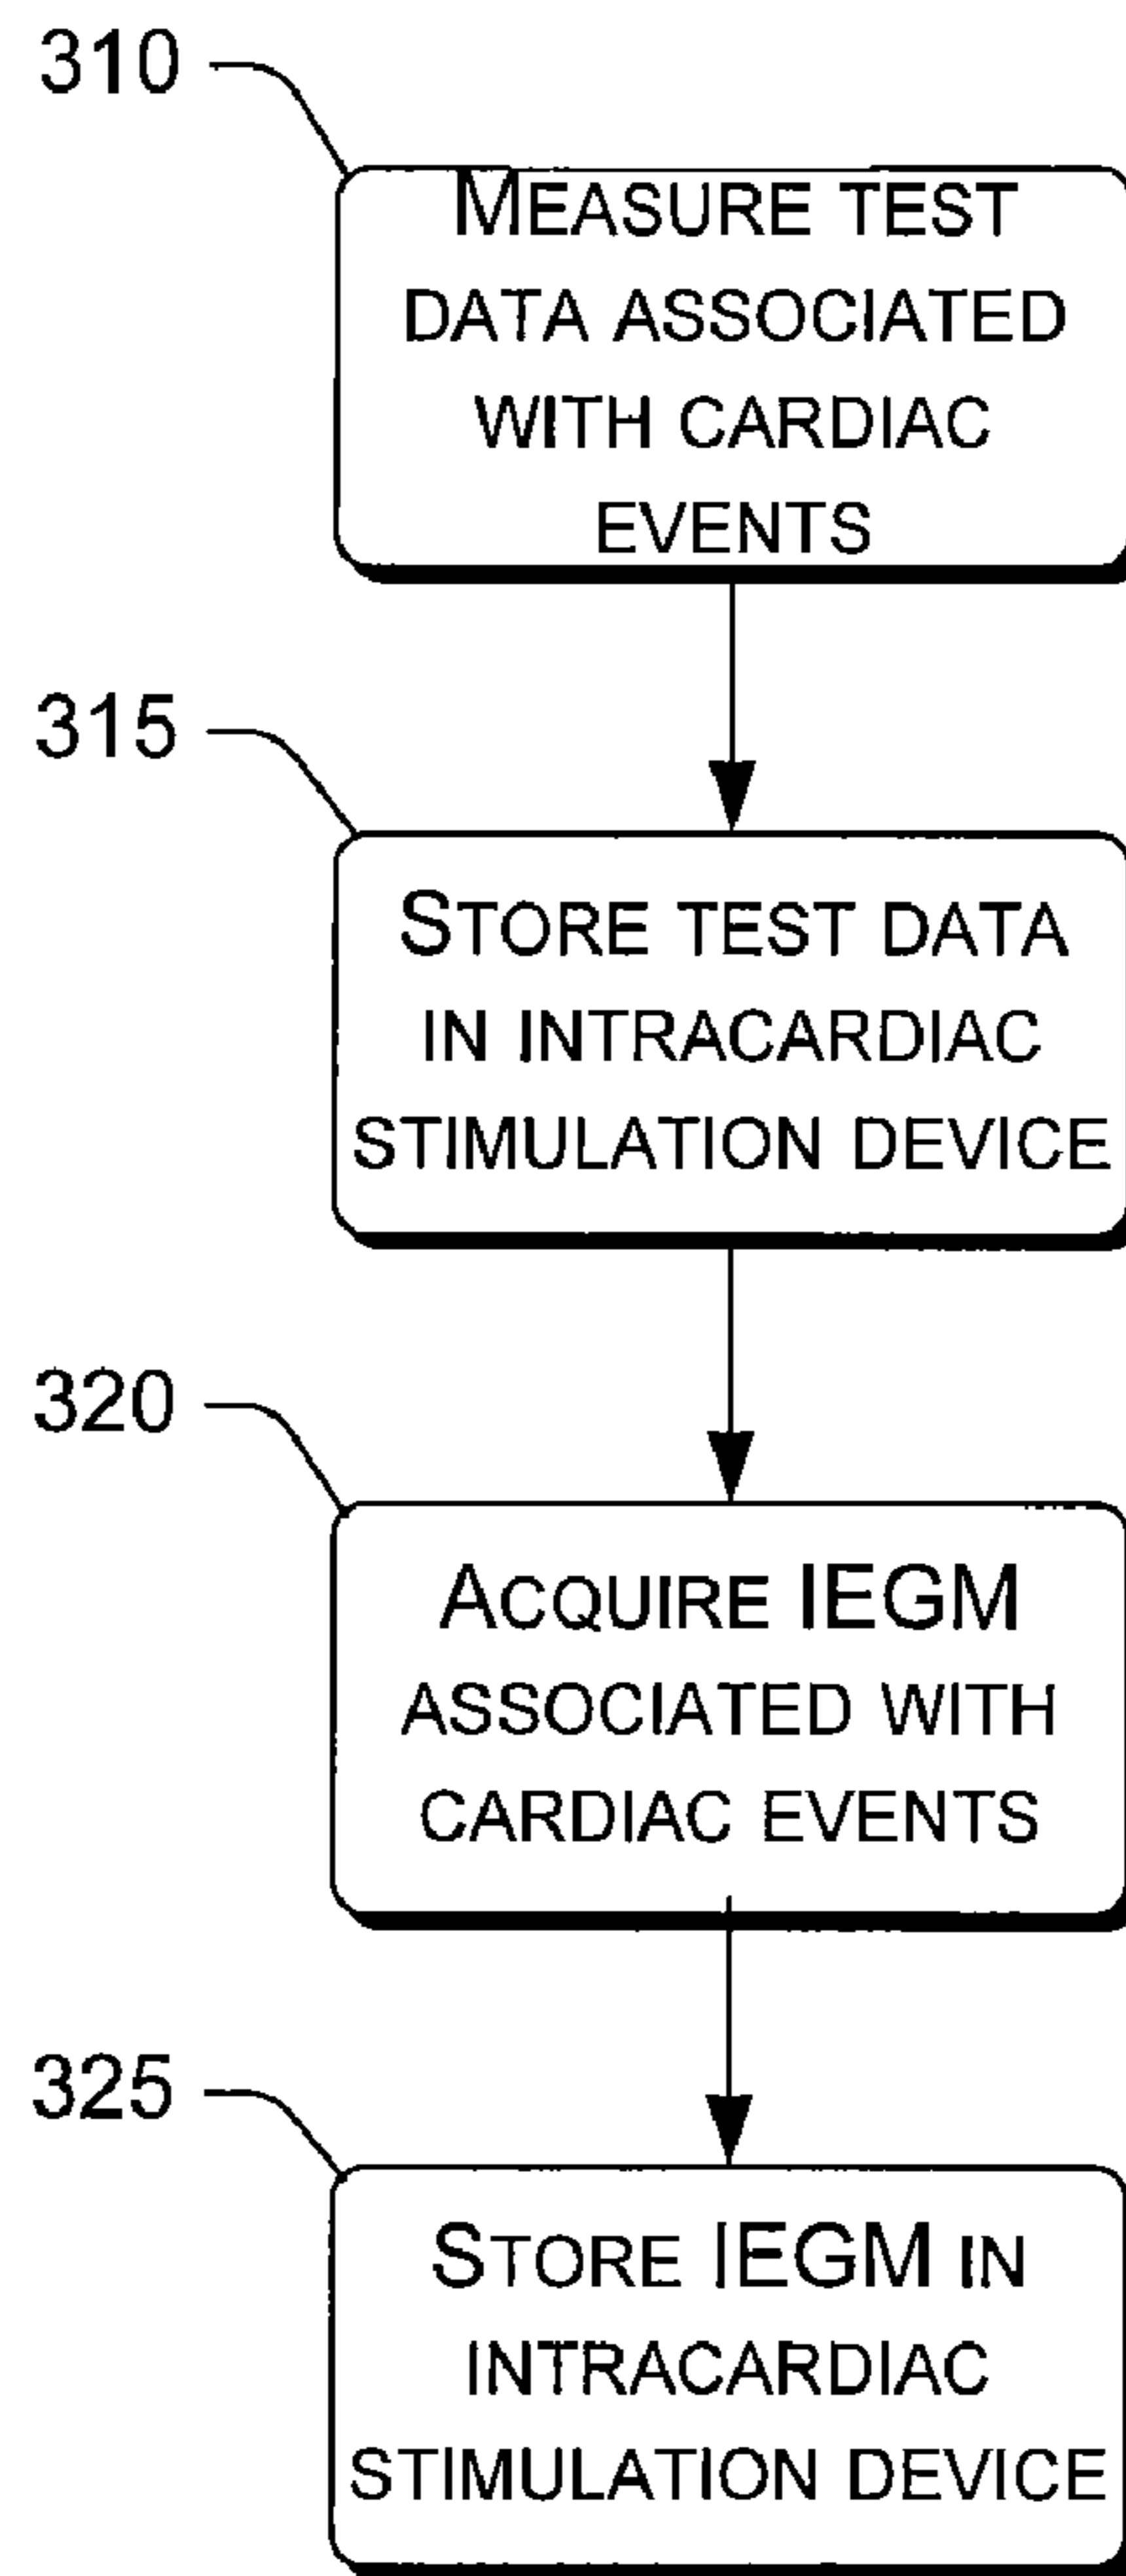 310
MEASURE TEST
DATA ASSOCIATED
WITH CARDIAC
EVENTS
315
STORE TEST DATA
IN INTRACARDIAC
STIMULATION DEVICE
320
ACQUIRE IEGM
ASSOCIATED WITH
CARDIAC EVENTS
325
STORE IEGM IN
INTRACARDIAC
STIMULATION DEVICE